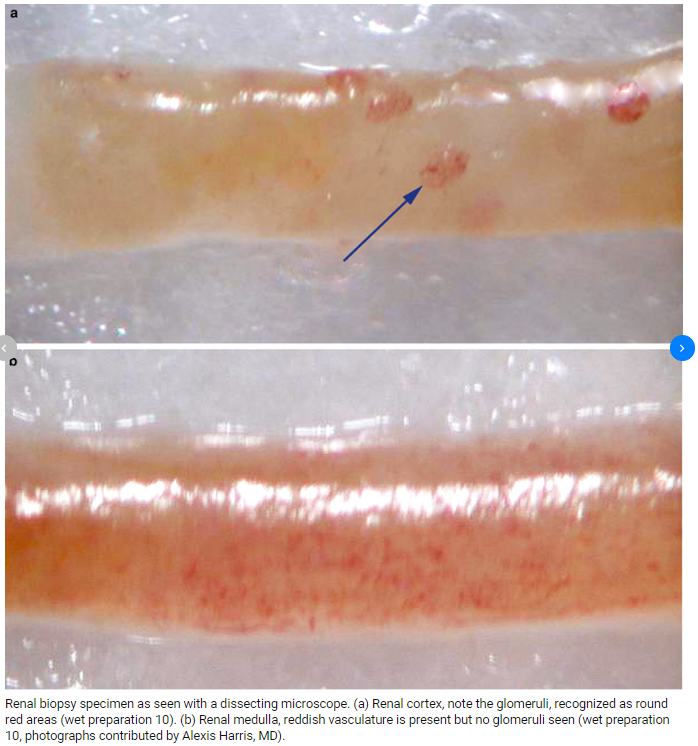 a
b
Renal biopsy specimen as seen with a dissecting microscope. (a) Renal cortex, note the glomeruli, recognized as round
red areas (wet preparation 10). (b) Renal medulla, reddish vasculature is present but no glomeruli seen (wet preparation
10, photographs contributed by Alexis Harris, MD).